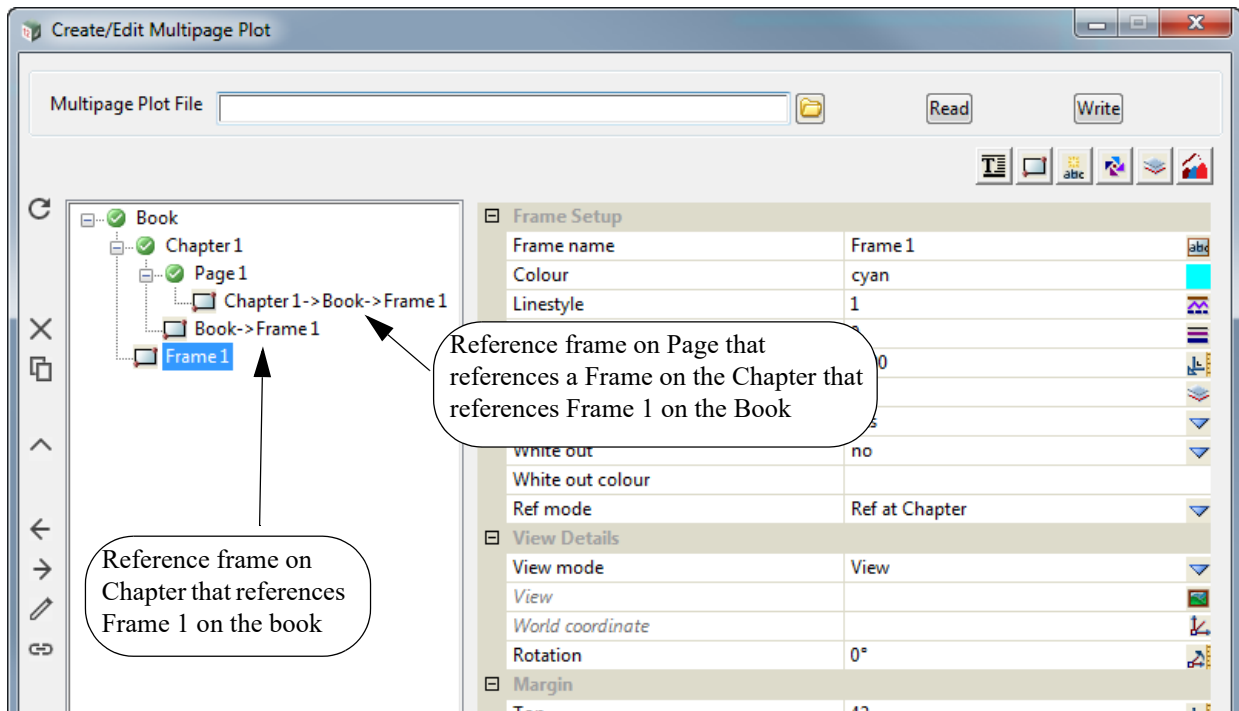 Create/Edit Multipage Plot
Multipage Plot File
Read
Write
Book
Chapter 1
Page 1
Chapter 1->Book->Frame 1
Book->Frame 1
Frame 1
Frame Setup
Frame name Frame 1
Colour cyan
Linestyle 1
White out no
White out colour
Ref mode Ref at Chapter
View Details
View mode View
View
World coordinate
Rotation 0°
Margin
Reference frame on Page that
references a Frame on the Chapter that
references Frame 1 on the Book
Reference frame on
Chapter that references
Frame 1 on the book